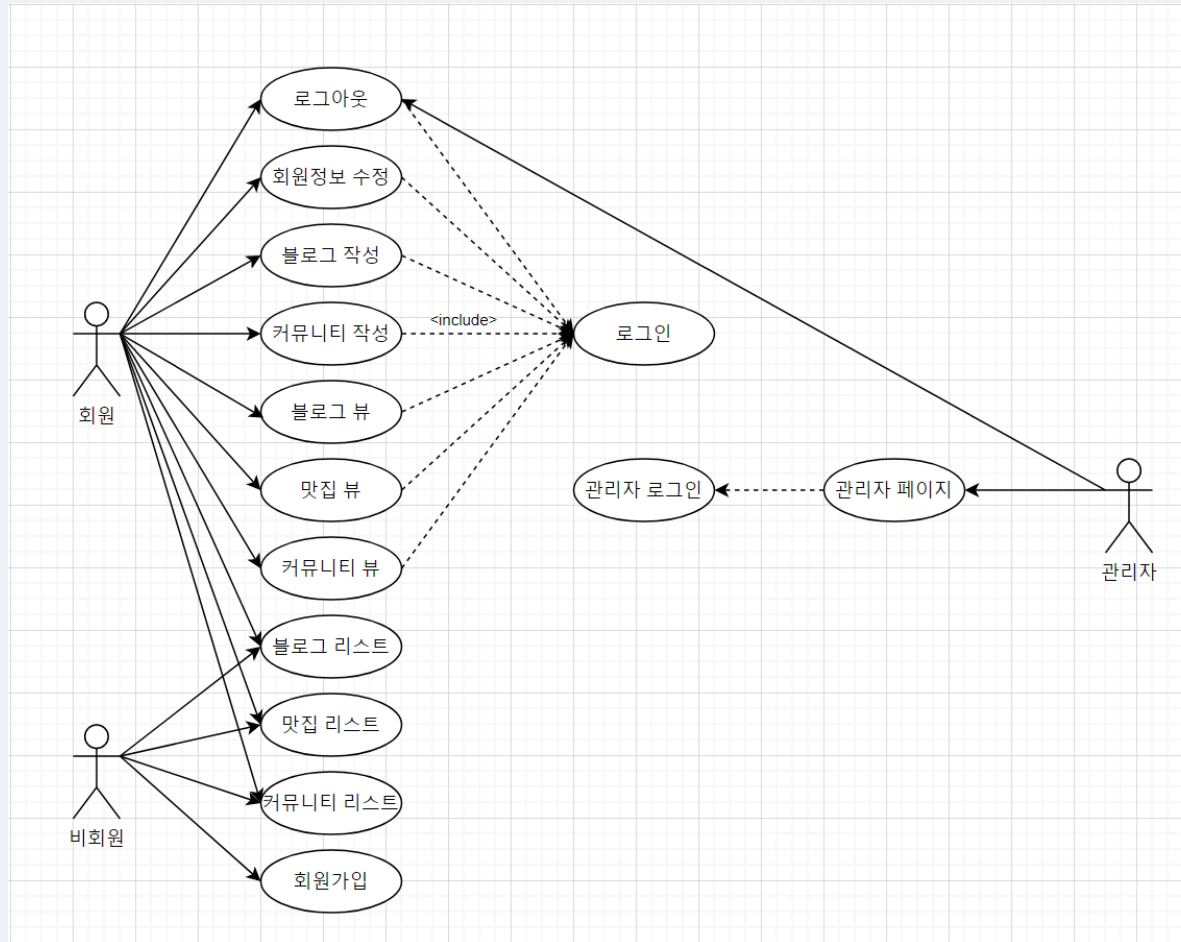 로그아웃
회원정보 수정
블로그 작성
<include>
커뮤니티 작성
로그인
회원
블로그 뷰
맛집 뷰
관리자 로그인
관리자 페이지
커뮤니티 뷰
관리자
블로그 리스트
맛집 리스트
커뮤니티 리스트
비회원
회원가입